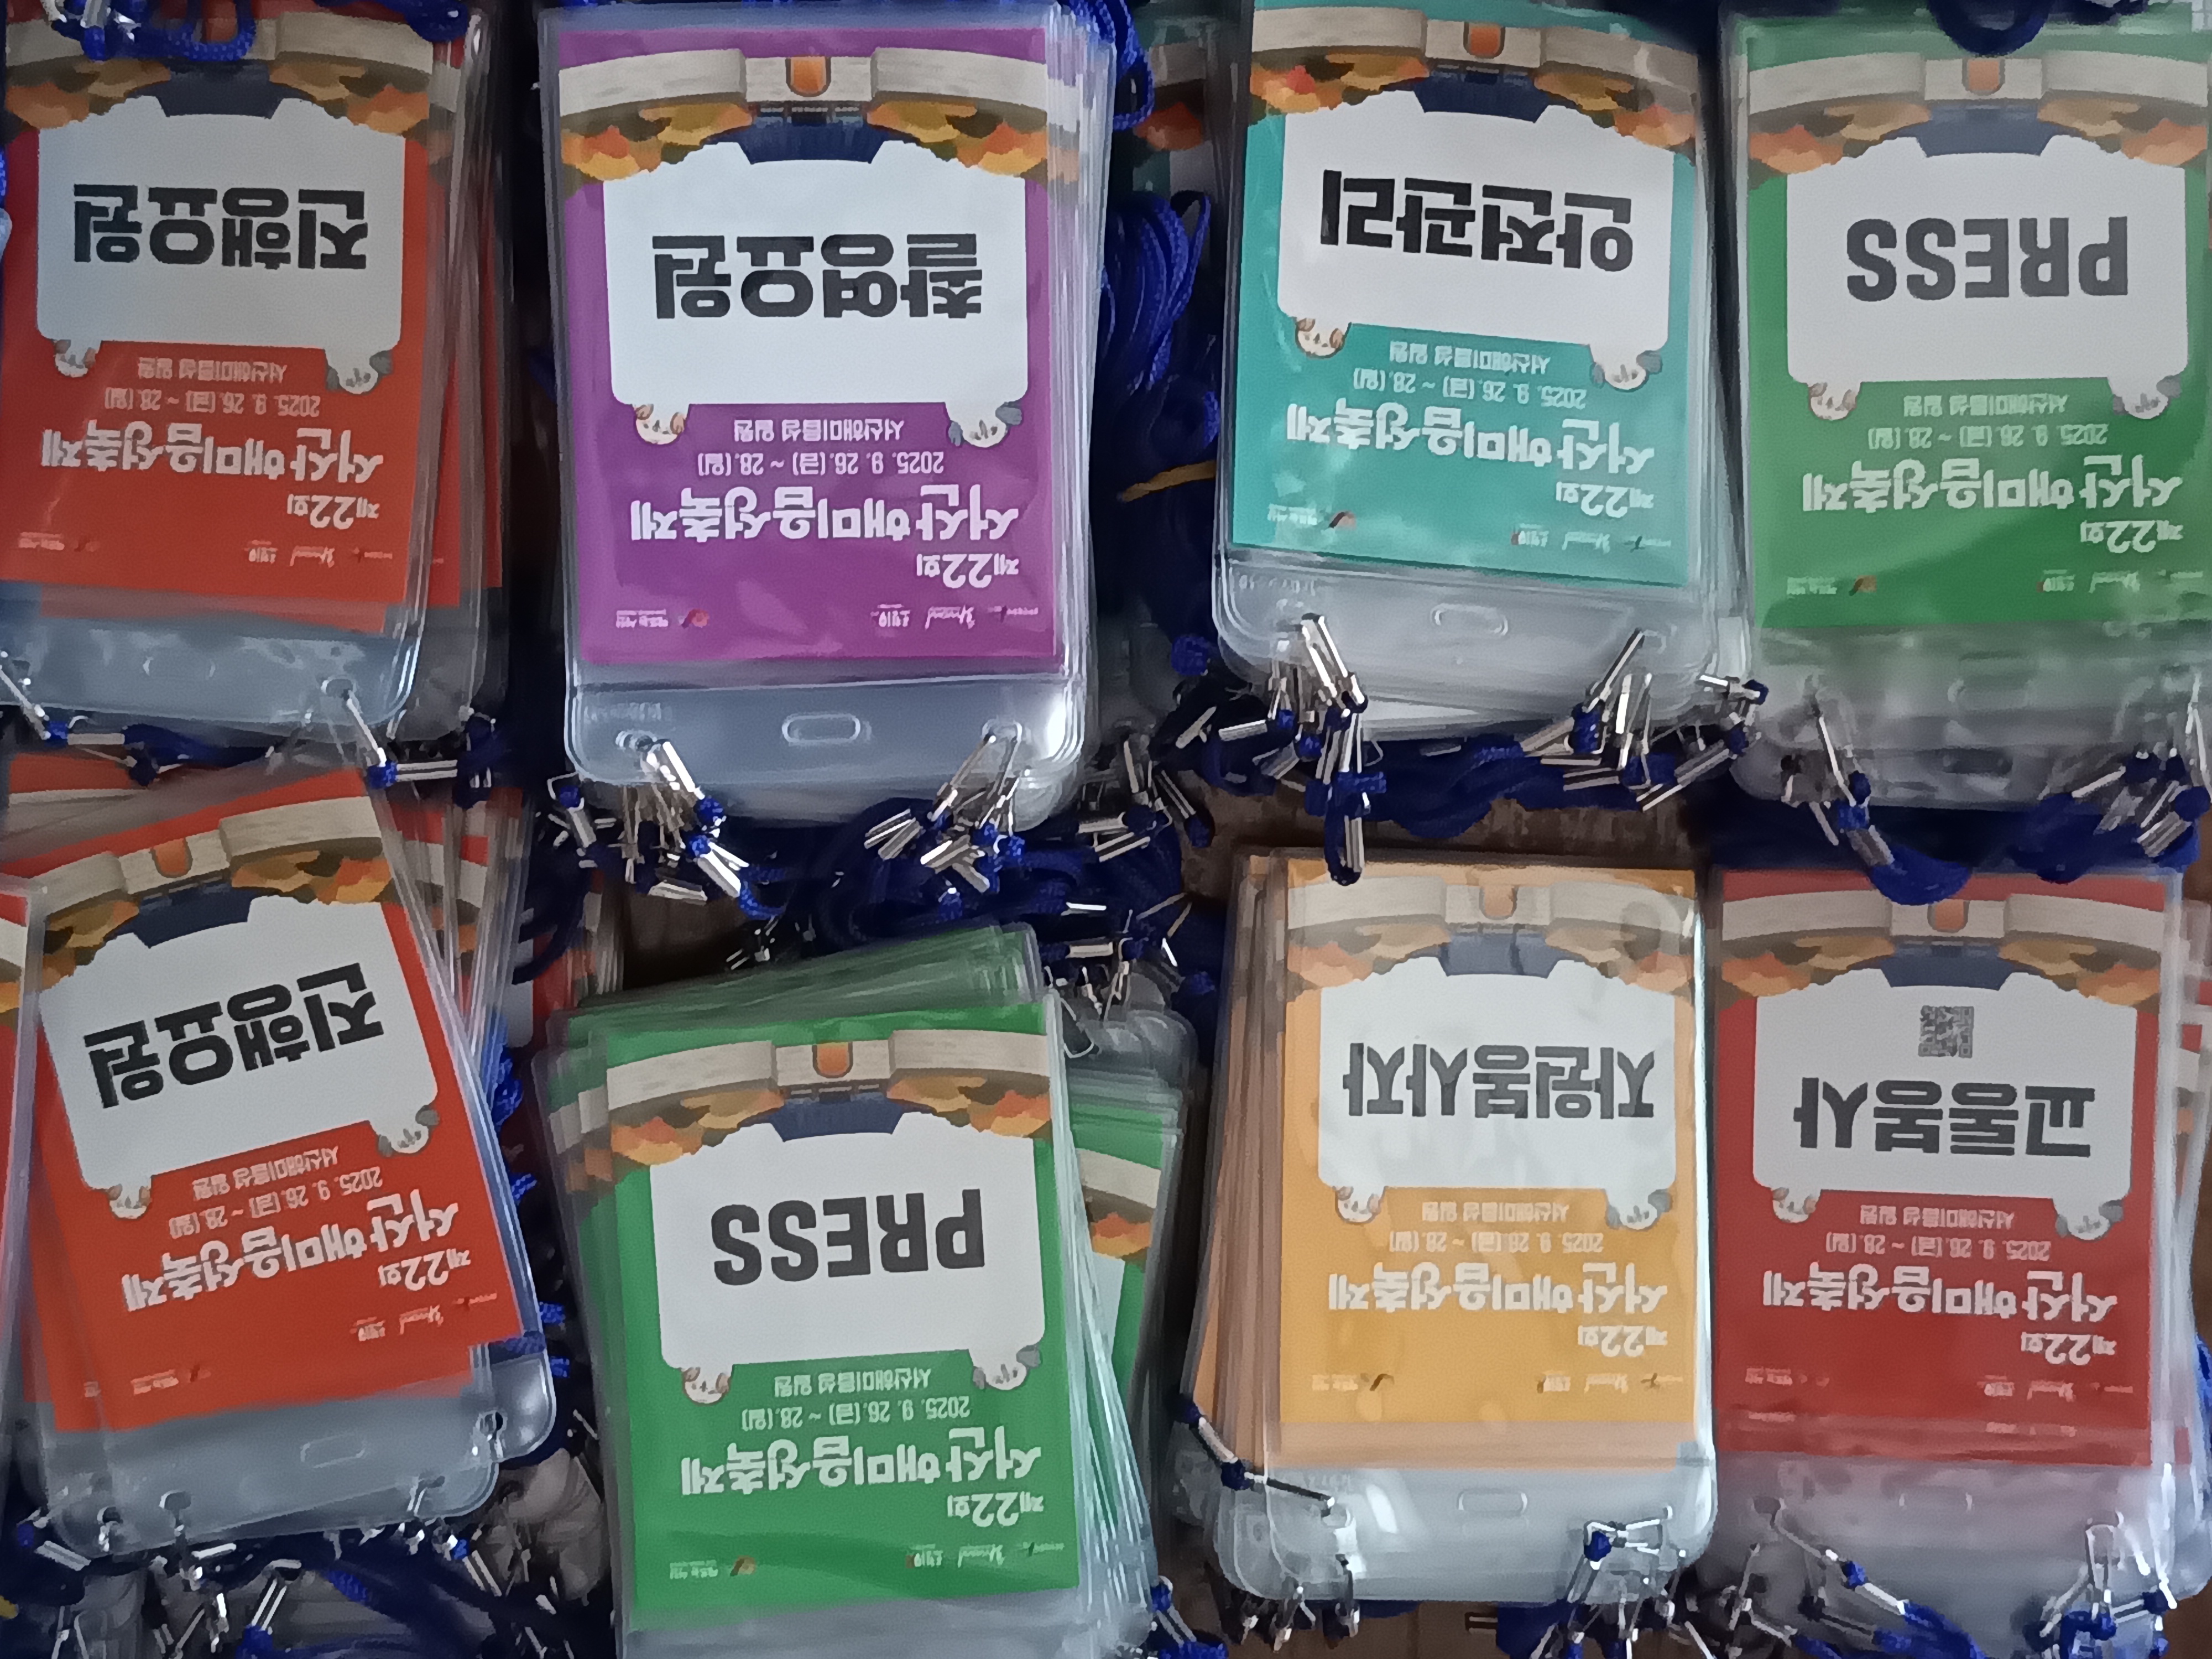 제22회
서산해미읍성축제
2025. 9. 26.(금) ~ 28.(일)
서산해미읍성 일원
교통봉사
제22회
서산해미읍성축제
2025. 9. 26.(금) ~ 28.(일)
서산해미읍성 일원
자원봉사자
제22회
서산해미읍성축제
2025. 9. 26.(금) ~ 28.(일)
서산해미읍성 일원
PRESS
제22회
서산해미읍성축제
2025. 9. 26.(금) ~ 28.(일)
서산해미읍성 일원
진행요원
제22회
서산해미읍성축제
2025. 9. 26.(금) ~ 28.(일)
서산해미읍성 일원
PRESS
제22회
서산해미읍성축제
2025. 9. 26.(금) ~ 28.(일)
서산해미읍성 일원
안전관리
제22회
서산해미읍성축제
2025. 9. 26.(금) ~ 28.(일)
서산해미읍성 일원
촬영요원
제22회
서산해미읍성축제
2025. 9. 26.(금) ~ 28.(일)
서산해미읍성 일원
진행요원